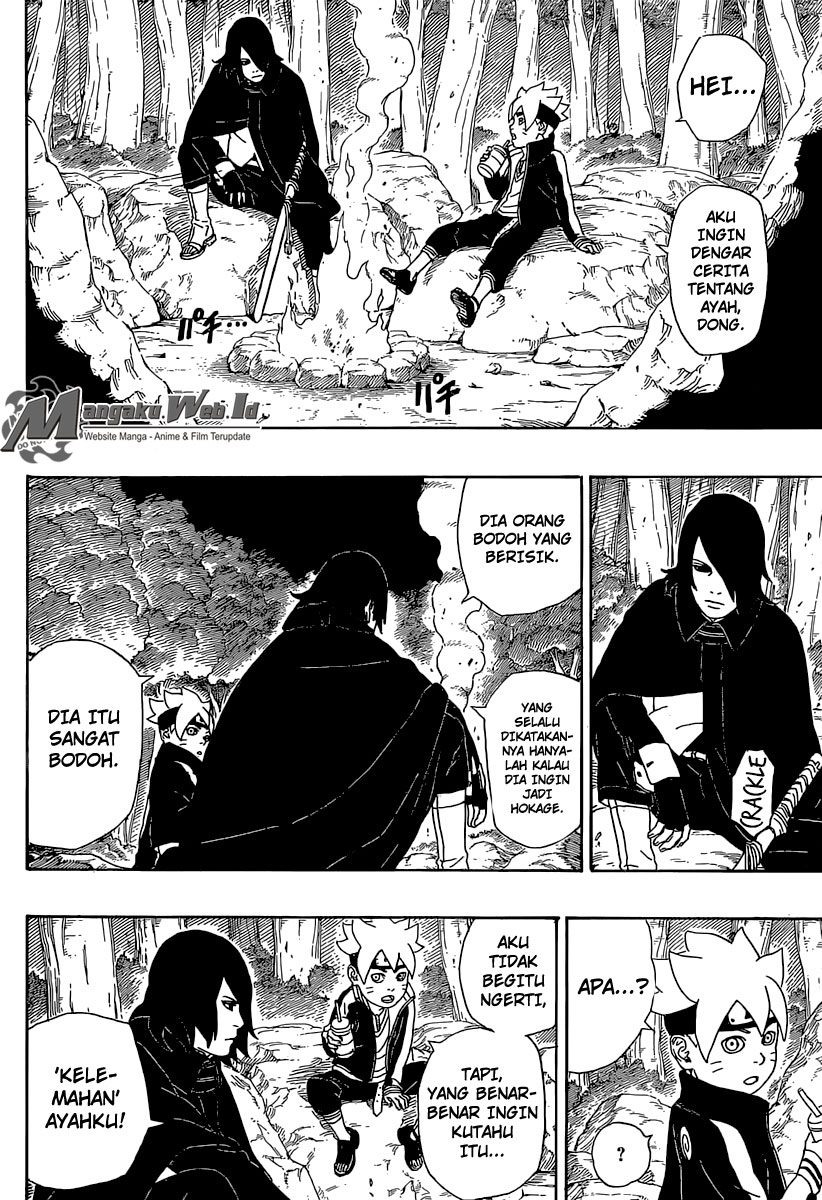 HEI...
AKU
INGIN
DENGAR
CERITA
TENTANG
AYAH,
DONG.
パチ...
パチ
Mangaku.Web.Id
Website Manga - Anime & Film Terupdate
CRACKLE
DIA ORANG
BODOH YANG
BERISIK.
YANG
SELALU
DIKATAKAN-
NYA HANYA-
LAH KALAU
DIA INGIN
JADI
HOKAGE.
DIA ITU
SANGAT
BODOH.
APA...?
?
AKU
TIDAK
BEGITU
NGERTI,
TAPI,
YANG BENAR-
BENAR INGIN
KUTAHU
ITU...
'KELE-
MAHAN'
AYAHKU!